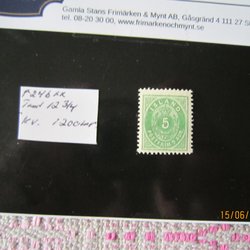 Gamla Stans Frimärken & Mynt AB, Gåsgränd 4 111 27 S
tel. 08-20 30 00, www.frimarkenochmynt.se
Tand 12 3/4
KV. 1200
ISLAND
5
15/06/